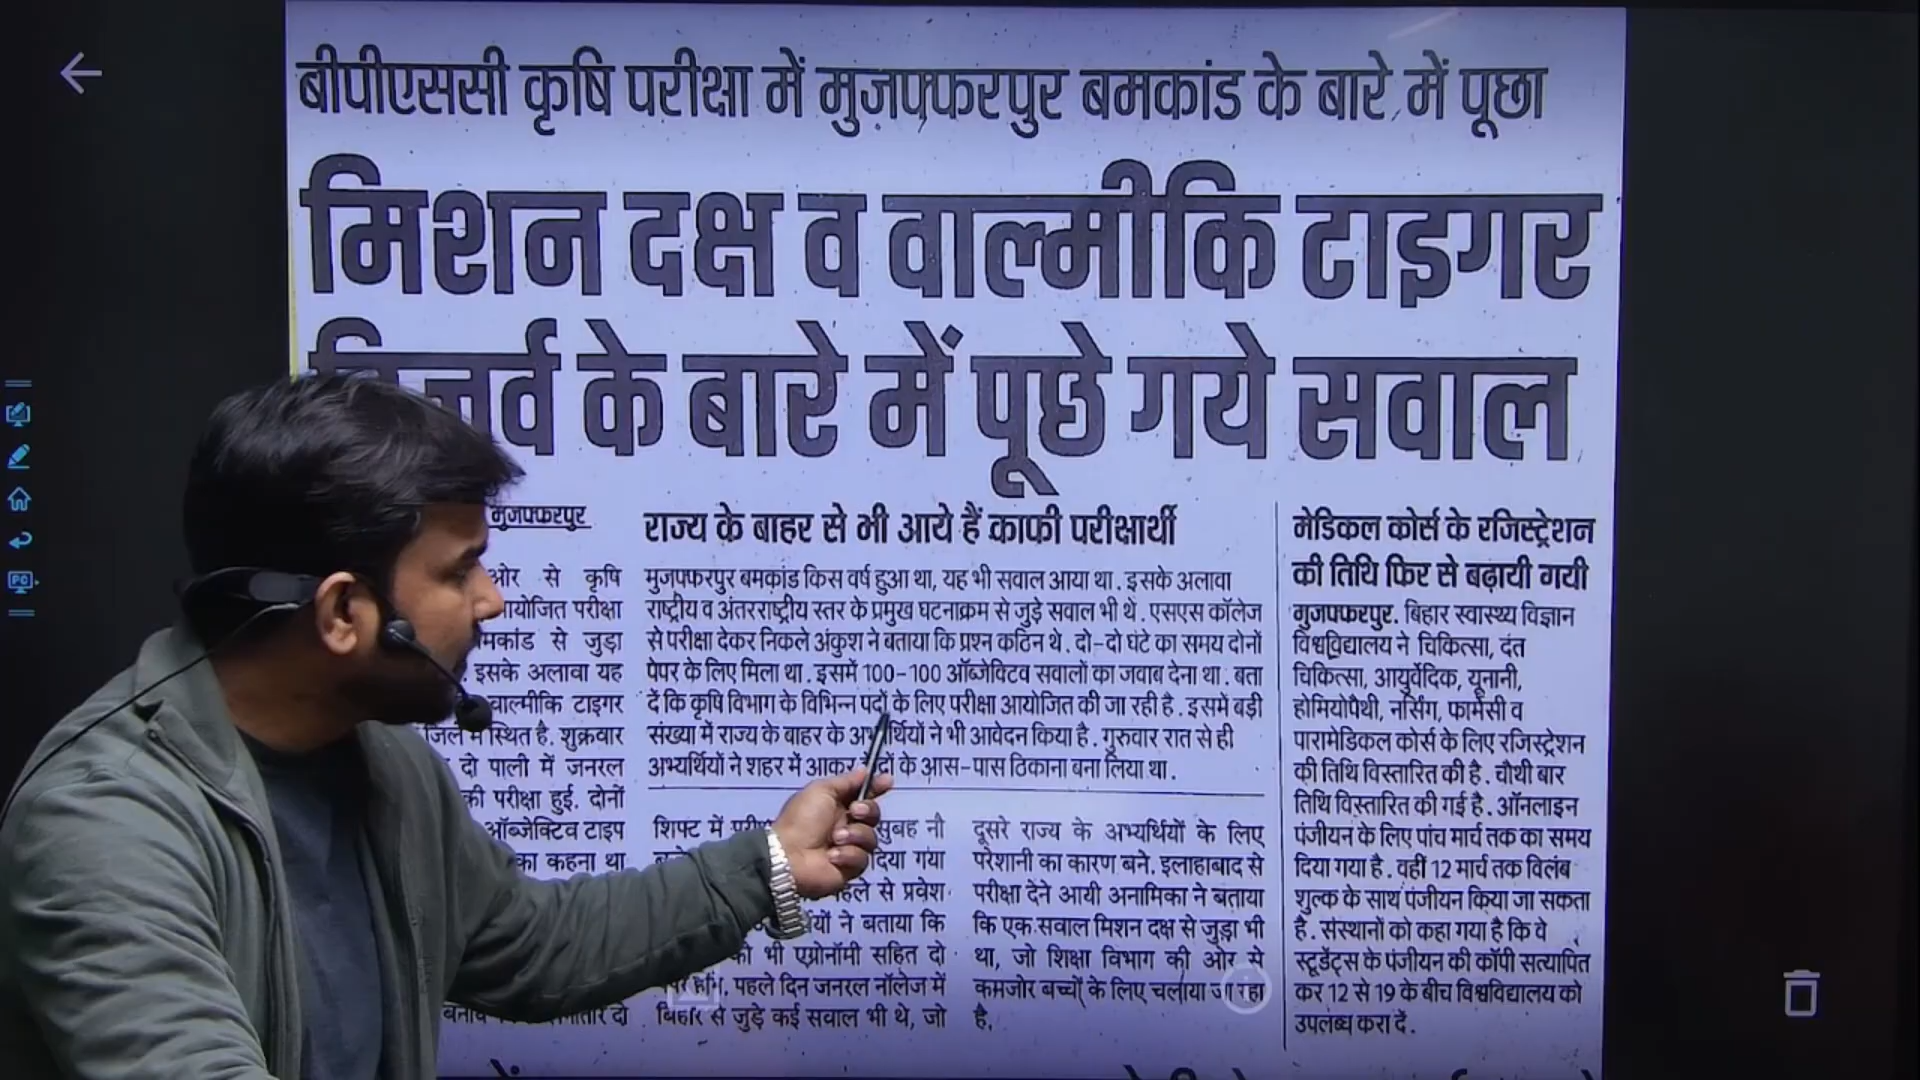 बीपीएससी कृषि परीक्षा में मुजफ्फरपुर बमकांड के बारे में पूछा
मिशन दक्ष व वाल्मीकि टाइगर
के बारे में पूछे गये सवाल
मुजफ्फरपुर
ओर से कृषि
परीक्षा
से जुड़ा
इसके अलावा यह
वाल्मीकि टाइगर
में स्थित है. शुक्रवार
दो पाली में जनरल
की परीक्षा हुई. दोनों
ऑब्जेक्टिव टाइप
का कहना था
दो
राज्य के बाहर से भी आये हैं काफी परीक्षार्थी
मुजफ्फरपुर बमकांड किस वर्ष हुआ था, यह भी सवाल आया था. इसके अलावा
राष्ट्रीय व अंतरराष्ट्रीय स्तर के प्रमुख घटनाक्रम से जुड़े सवाल भी थे. एसएस कॉलेज
से परीक्षा देकर निकले अंकुश ने बताया कि प्रश्न कठिन थे. दो-दो घंटे का समय दोनों
पेपर के लिए मिला था. इसमें 100-100 ऑब्जेक्टिव सवालों का जवाब देना था. बता
दें कि कृषि विभाग के विभिन्न पदों के लिए परीक्षा आयोजित की जा रही है. इसमें बड़ी
संख्या में राज्य के बाहर के अभ्यर्थियों ने भी आवेदन किया है. गुरुवार रात से ही
अभ्यर्थियों ने शहर में आकर के आस-पास ठिकाना बना लिया था.
शिफ्ट में सुबह नौ
दिया गया
से प्रवेश
ने बताया कि
को भी एग्रोनॉमी सहित दो
होंगे. पहले दिन जनरल नॉलेज में
बिहार से जुड़े कई सवाल भी थे, जो
दूसरे राज्य के अभ्यर्थियों के लिए
परेशानी का कारण बने. इलाहाबाद से
परीक्षा देने आयी अनामिका ने बताया
कि एक सवाल मिशन दक्ष से जुड़ा भी
था, जो शिक्षा विभाग की ओर से
कमजोर बच्चों के लिए चलाया जा रहा
है.
मेडिकल कोर्स के रजिस्ट्रेशन
की तिथि फिर से बढ़ायी गयी
मुजफ्फरपुर. बिहार स्वास्थ्य विज्ञान
विश्वविद्यालय ने चिकित्सा, दंत
चिकित्सा, आयुर्वेदिक, यूनानी,
होमियोपैथी, नर्सिंग, फार्मेसी व
पारामेडिकल कोर्स के लिए रजिस्ट्रेशन
की तिथि विस्तारित की है. चौथी बार
तिथि विस्तारित की गई है. ऑनलाइन
पंजीयन के लिए पांच मार्च तक का समय
दिया गया है. वहीं 12 मार्च तक विलंब
शुल्क के साथ पंजीयन किया जा सकता
है. संस्थानों को कहा गया है कि वे
स्टूडेंट्स के पंजीयन की कॉपी सत्यापित
कर 12 से 19 के बीच विश्वविद्यालय को
उपलब्ध करा दें.
PC